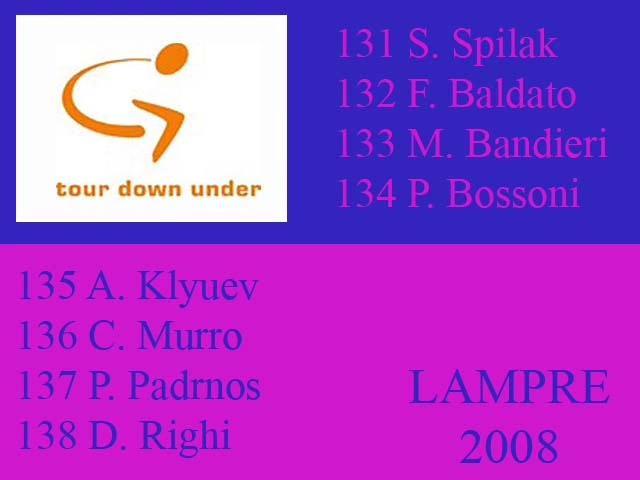 tour down under
131 S. Spilak
132 F. Baldato
133 M. Bandieri
134 P. Bossoni
135 A. Klyuev
136 C. Murro
137 P. Padrnos
138 D. Righi
LAMPRE
2008